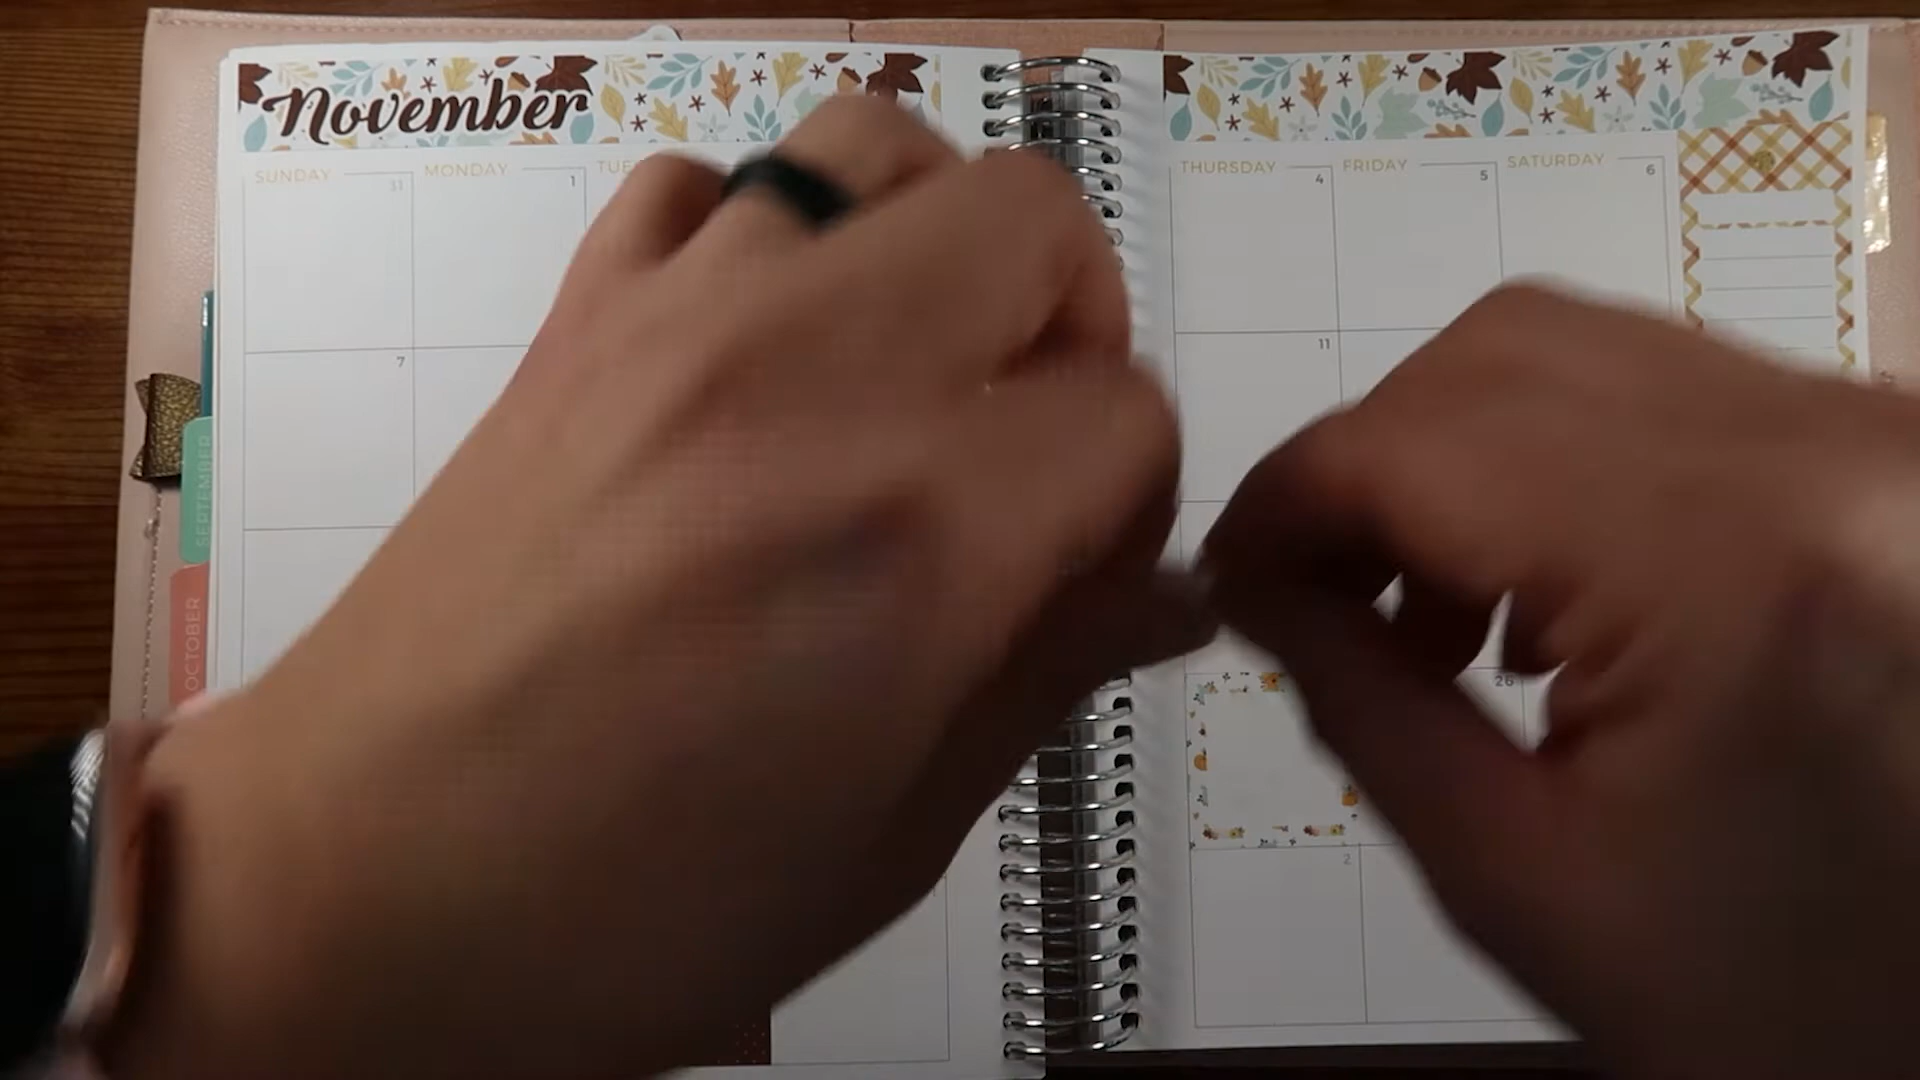 November
SUNDAY
MONDAY
THURSDAY
FRIDAY
SATURDAY
31
1
4
5
6
7
11
26
2
SEPTEMBER
OCTOBER